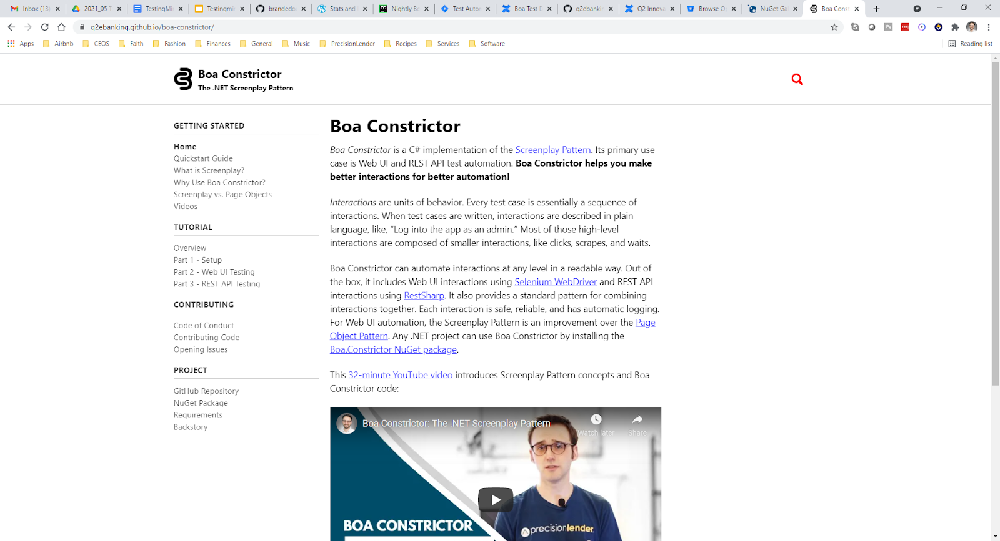 Inbox (13)
2021_05 T
TestingMi
Testingmi
brandedo
Stats and
Nightly Bo
Test Autor
Boa Test D
q2ebankin
Q2 Innova
Browse Op
NuGet Ga
Boa Const
q2ebanking.github.io/boa-constrictor/
Apps
Airbnb
CEOS
Faith
Fashion
Finances
General
Music
PrecisionLender
Recipes
Services
Software
Reading list
Boa Constrictor
The .NET Screenplay Pattern
GETTING STARTED
Home
Quickstart Guide
What is Screenplay?
Why Use Boa Constrictor?
Screenplay vs. Page Objects
Videos
TUTORIAL
Overview
Part 1 - Setup
Part 2 - Web UI Testing
Part 3 - REST API Testing
CONTRIBUTING
Code of Conduct
Contributing Code
Opening Issues
PROJECT
GitHub Repository
NuGet Package
Requirements
Backstory
Boa Constrictor
Boa Constrictor is a C# implementation of the Screenplay Pattern. Its primary use
case is Web UI and REST API test automation. Boa Constrictor helps you make
better interactions for better automation!
Interactions are units of behavior. Every test case is essentially a sequence of
interactions. When test cases are written, interactions are described in plain
language, like, “Log into the app as an admin.” Most of those high-level
interactions are composed of smaller interactions, like clicks, scrapes, and waits.
Boa Constrictor can automate interactions at any level in a readable way. Out of
the box, it includes Web UI interactions using Selenium WebDriver and REST API
interactions using RestSharp. It also provides a standard pattern for combining
interactions together. Each interaction is safe, reliable, and has automatic logging.
For Web UI automation, the Screenplay Pattern is an improvement over the Page
Object Pattern. Any .NET project can use Boa Constrictor by installing the
Boa.Constrictor NuGet package.
This 32-minute YouTube video introduces Screenplay Pattern concepts and Boa
Constrictor code:
Boa Constrictor: The .NET Screenplay Pattern
Watch later
Share
BOA CONSTRICTOR
precisionlender